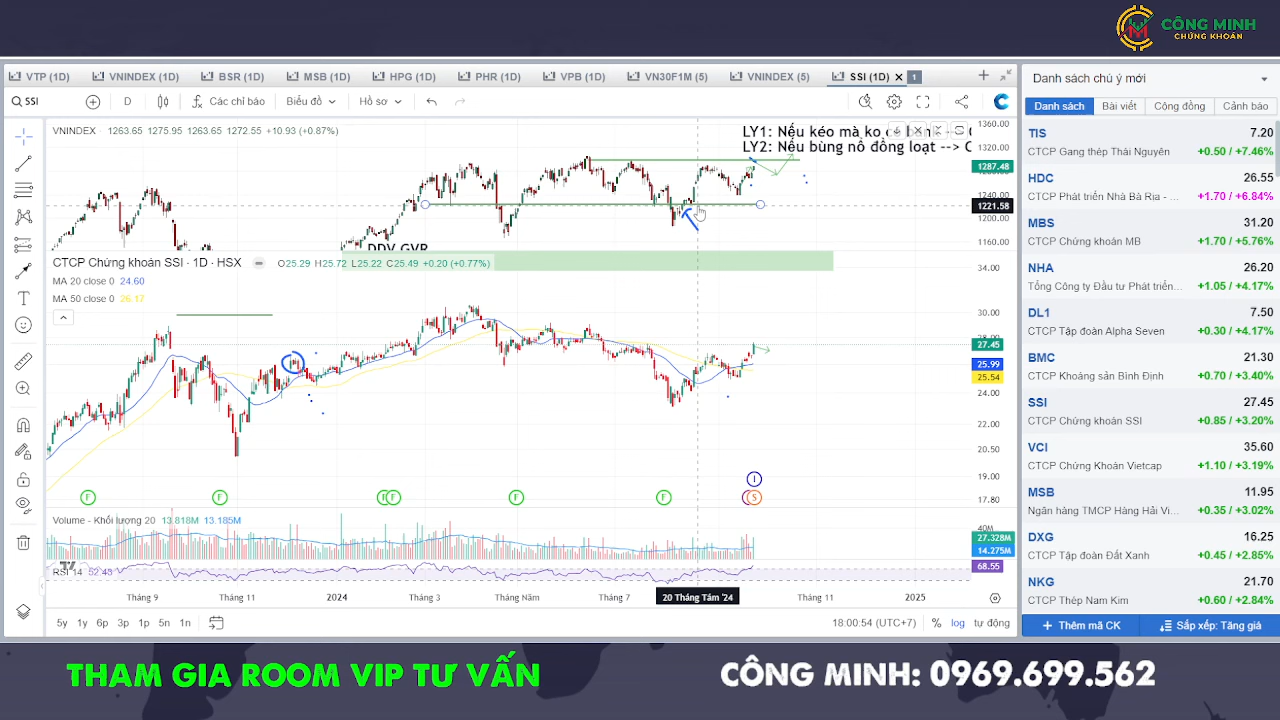 CÔNG MINH
CHỨNG KHOÁN
VTP (1D) VNINDEX (1D) BSR (1D) MSB (1D) HPG (1D) PHR (1D) VPB (1D) VN30F1M (5) VNINDEX (5) SSI (1D) 1
SSI D Các chỉ báo Biểu đồ Hồ sơ
VNINDEX · 1263.65 1275.95 1263.65 1272.55 +10.93 (+0.87%)
LY1: Nếu kéo mà ko
LY2: Nếu bùng nổ đồng loạt -->
1360.00
1320.00
1287.48
1240.00
1221.58
1200.00
1160.00
DDV GVR
CTCP Chứng khoán SSI · 1D · HSX O25.29 H25.72 L25.22 C25.49 +0.20 (+0.77%)
MA 20 close 0 24.60
MA 50 close 0 26.17
34.00
30.00
27.45
25.99
25.54
24.00
22.00
20.50
19.00
17.80
F F F F F F I S
Volume - Khối lượng 20 13.818M 13.185M
40M
27.328M
14.275M
RSI 14 52.43
68.55
Tháng 9 Tháng 11 2024 Tháng 3 Tháng Năm Tháng 7 20 Tháng Tám '24 Tháng 11 2025
5y 1y 6p 3p 1p 5n 1n 18:00:54 (UTC+7) % log tự động
Danh sách chú ý mới
Danh sách Bài viết Cộng đồng Cảnh báo
TIS 7.20
CTCP Gang thép Thái Nguyên +0.50 / +7.46%
HDC 26.55
CTCP Phát triển Nhà Bà Rịa - ... +1.70 / +6.84%
MBS 31.20
CTCP Chứng khoán MB +1.70 / +5.76%
NHA 26.20
Tổng Công ty Đầu tư Phát triển... +1.05 / +4.17%
DL1 7.50
CTCP Tập đoàn Alpha Seven +0.30 / +4.17%
BMC 21.30
CTCP Khoáng sản Bình Định +0.70 / +3.40%
SSI 27.45
CTCP Chứng khoán SSI +0.85 / +3.20%
VCI 35.60
CTCP Chứng Khoán Vietcap +1.10 / +3.19%
MSB 11.95
Ngân hàng TMCP Hàng Hải Vi... +0.35 / +3.02%
DXG 16.25
CTCP Tập đoàn Đất Xanh +0.45 / +2.85%
NKG 21.70
CTCP Thép Nam Kim +0.60 / +2.84%
+ Thêm mã CK Sắp xếp: Tăng giá
THAM GIA ROOM VIP TƯ VẤN
CÔNG MINH: 0969.699.562